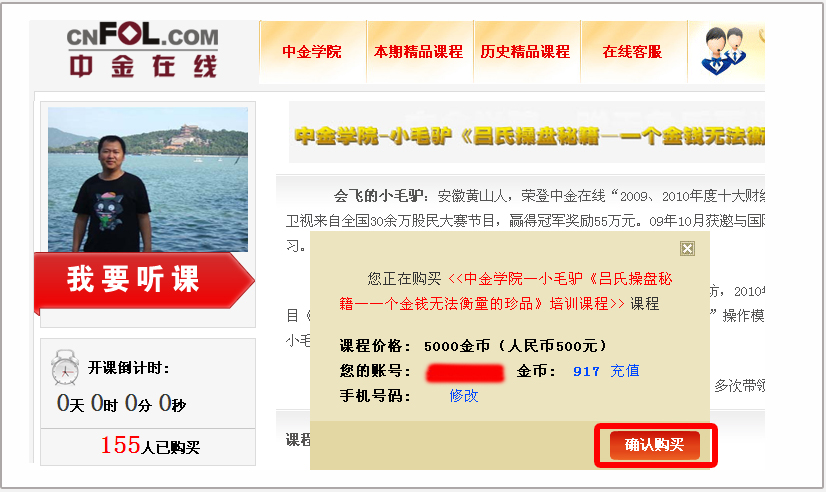 CNFOL.COM
中金在线
中金学院
本期精品课程
历史精品课程
在线客服
中金学院-小毛驴《吕氏操盘秘籍—一个金钱无法衡
会飞的小毛驴：安徽黄山人，荣登中金在线“2009、2010年度十大财经
卫视来自全国30余万股民大赛节目，赢得冠军奖励55万元。09年10月获邀与国际
习。
我要听课
开课倒计时：
0天 0时 0分 0秒
155人已购买
您正在购买 <<中金学院—小毛驴《吕氏操盘秘
籍——一个金钱无法衡量的珍品》培训课程>> 课程
课程价格： 5000金币（人民币500元）
您的账号： 金币： 917 充值
手机号码： 修改
确认购买
，2010
目《
”操作模
小毛
多次带领
课程